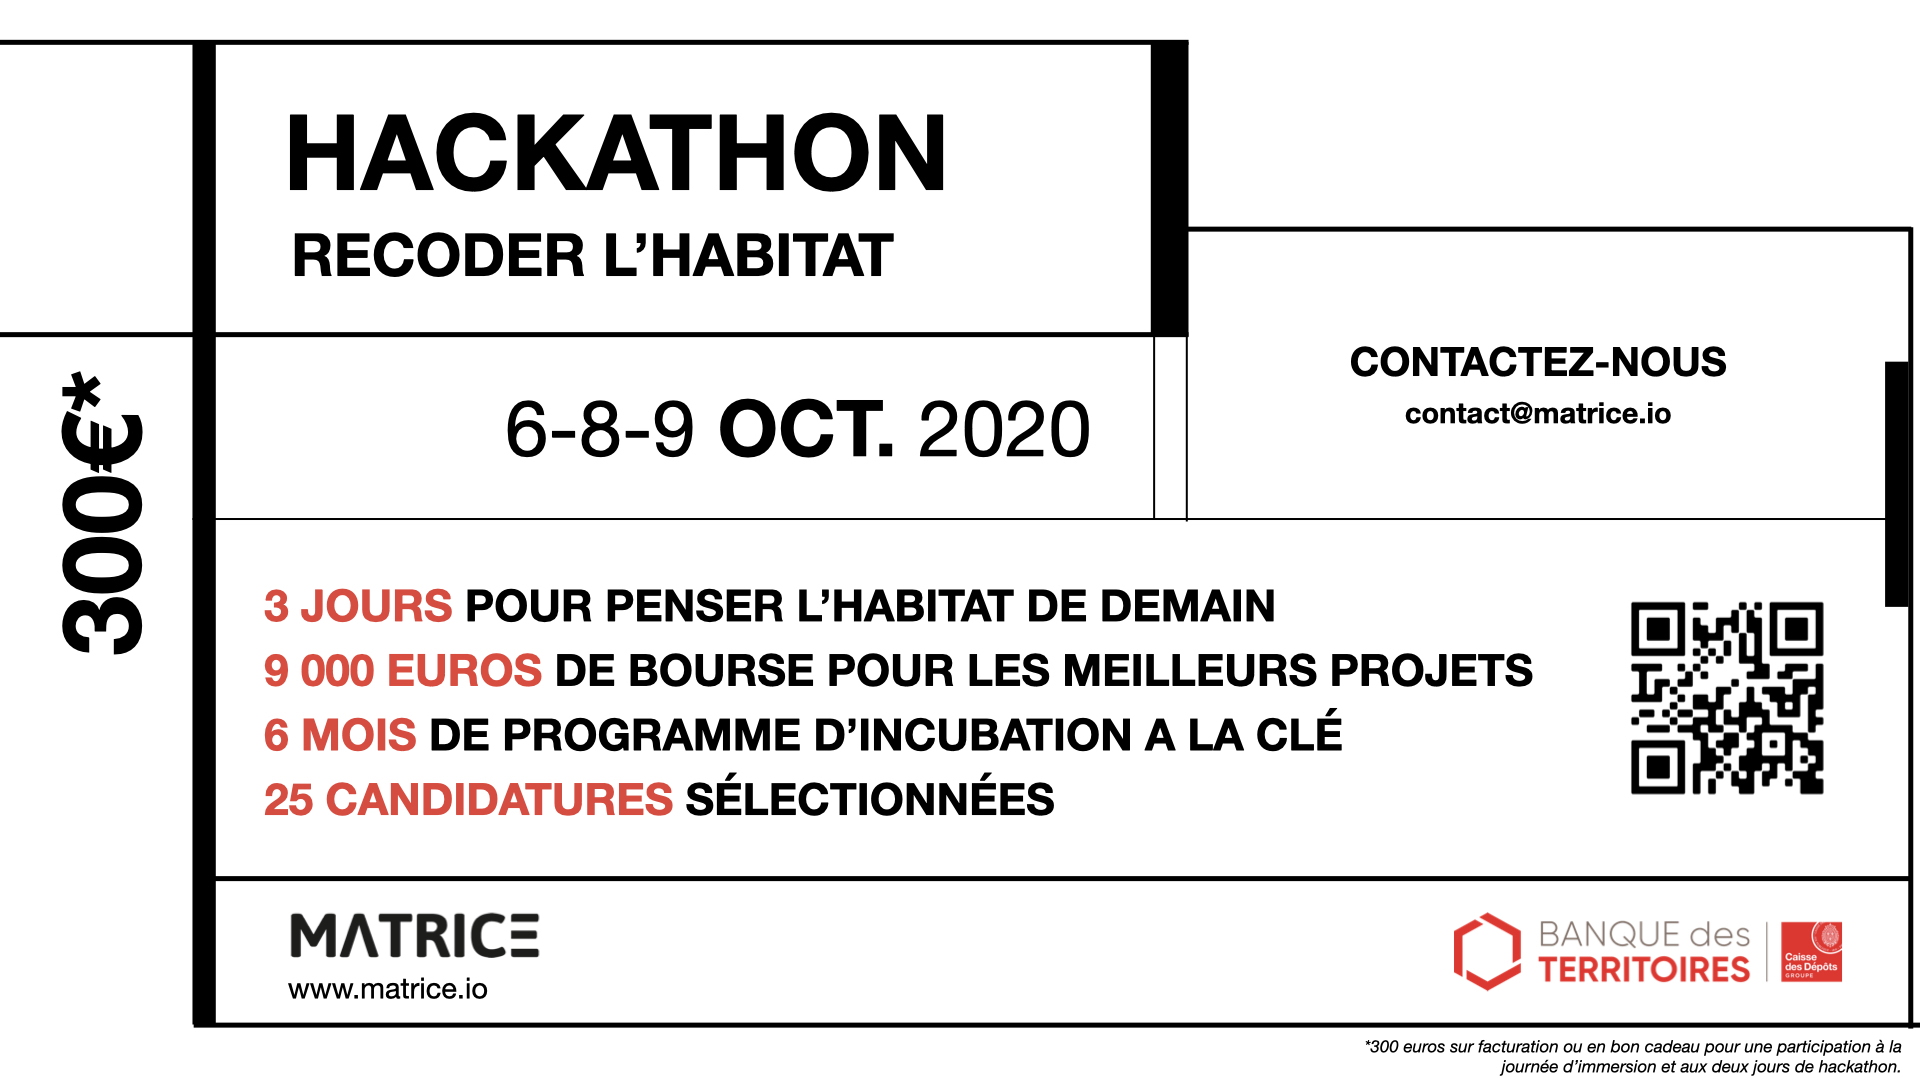 HACKATHON
RECODER L'HABITAT
300€*
6-8-9 OCT. 2020
CONTACTEZ-NOUS
contact@matrice.io
3 JOURS POUR PENSER L'HABITAT DE DEMAIN
9 000 EUROS DE BOURSE POUR LES MEILLEURS PROJETS
6 MOIS DE PROGRAMME D'INCUBATION A LA CLÉ
25 CANDIDATURES SÉLECTIONNÉES
MATRICE
www.matrice.io
BANQUE des
TERRITOIRES
Caisse
des Dépôts
GROUPE
*300 euros sur facturation ou en bon cadeau pour une participation à la
journée d'immersion et aux deux jours de hackathon.